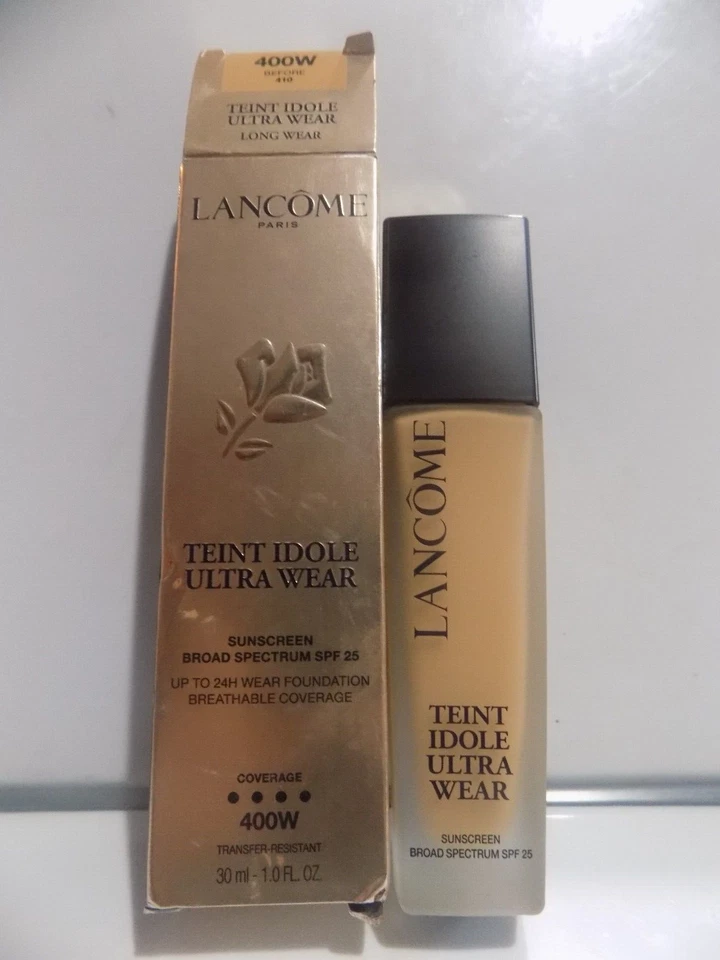 400W
BEFORE
410
TEINT IDOLE
ULTRA WEAR
LONG WEAR
LANCÔME
PARIS
TEINT IDOLE
ULTRA WEAR
SUNSCREEN
BROAD SPECTRUM SPF 25
UP TO 24H WEAR FOUNDATION
BREATHABLE COVERAGE
COVERAGE
400W
TRANSFER-RESISTANT
30 ml - 1.0 FL. OZ.
LANCÔME
TEINT
IDOLE
ULTRA
WEAR
SUNSCREEN
BROAD SPECTRUM SPF 25